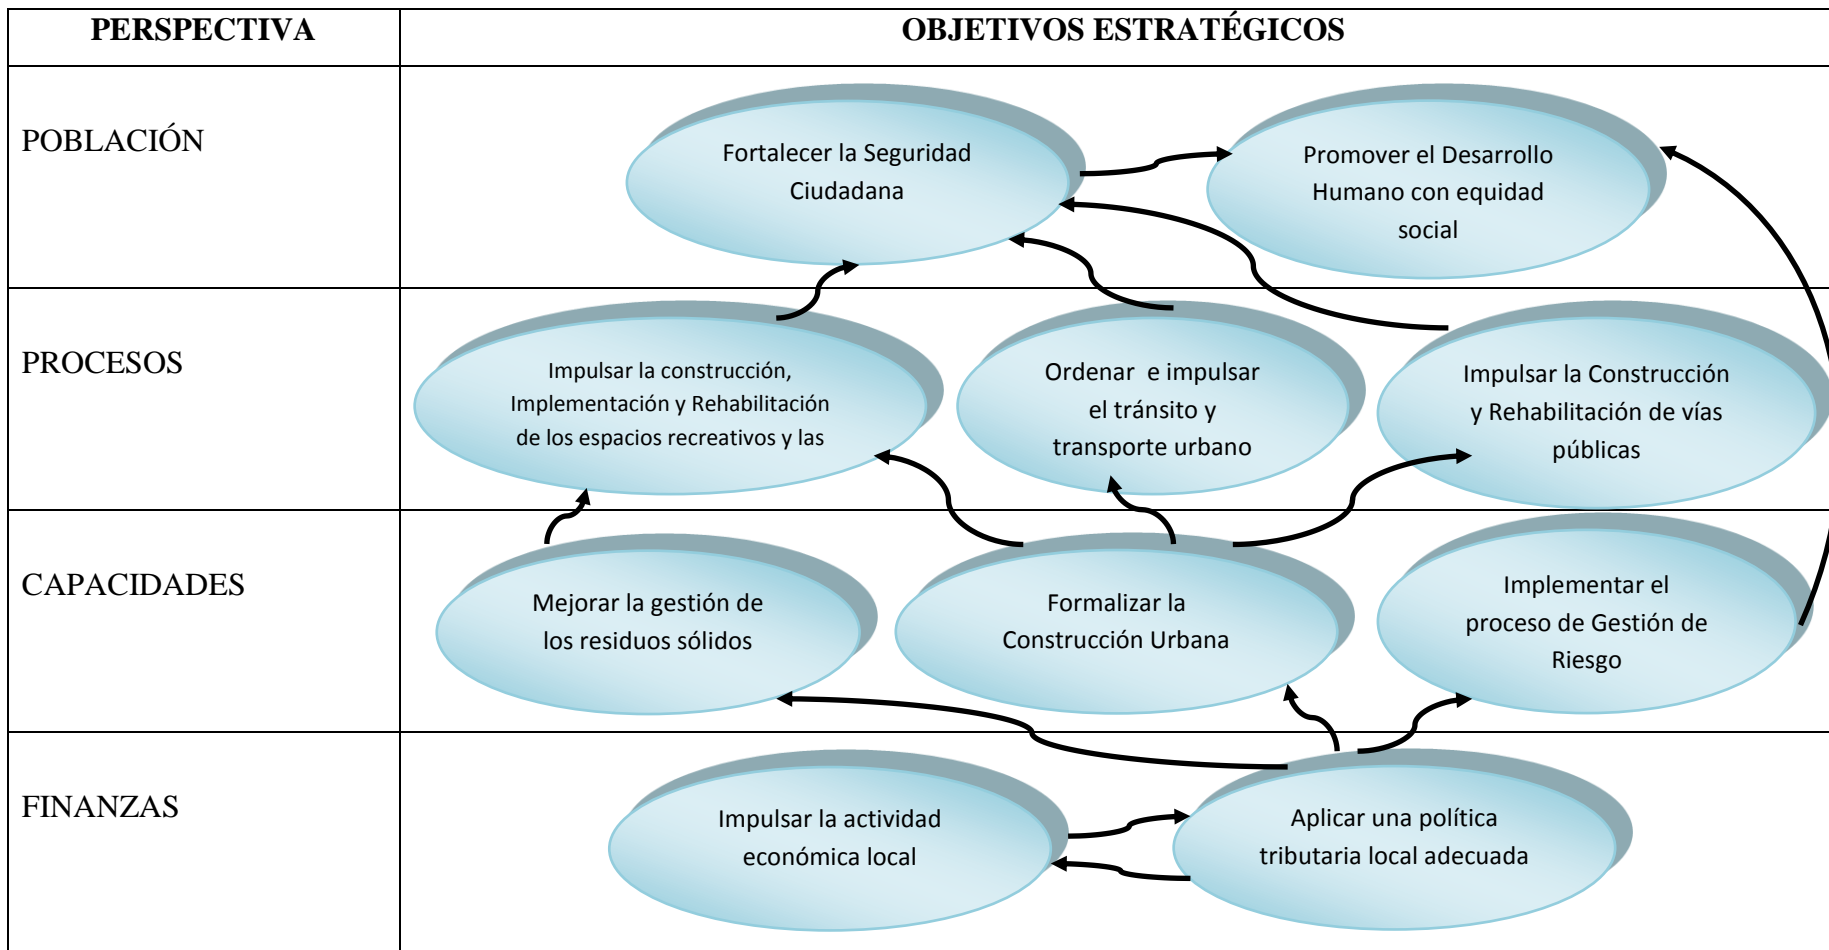 PERSPECTIVA
OBJETIVOS ESTRATÉGICOS
POBLACIÓN
Fortalecer la Seguridad
Ciudadana
Promover el Desarrollo
Humano con equidad
social
PROCESOS
Impulsar la construcción,
Implementación y Rehabilitación
de los espacios recreativos y las
Ordenar e impulsar
el tránsito y
transporte urbano
Impulsar la Construcción
y Rehabilitación de vías
públicas
CAPACIDADES
Mejorar la gestión de
los residuos sólidos
Formalizar la
Construcción Urbana
Implementar el
proceso de Gestión de
Riesgo
FINANZAS
Impulsar la actividad
económica local
Aplicar una política
tributaria local adecuada